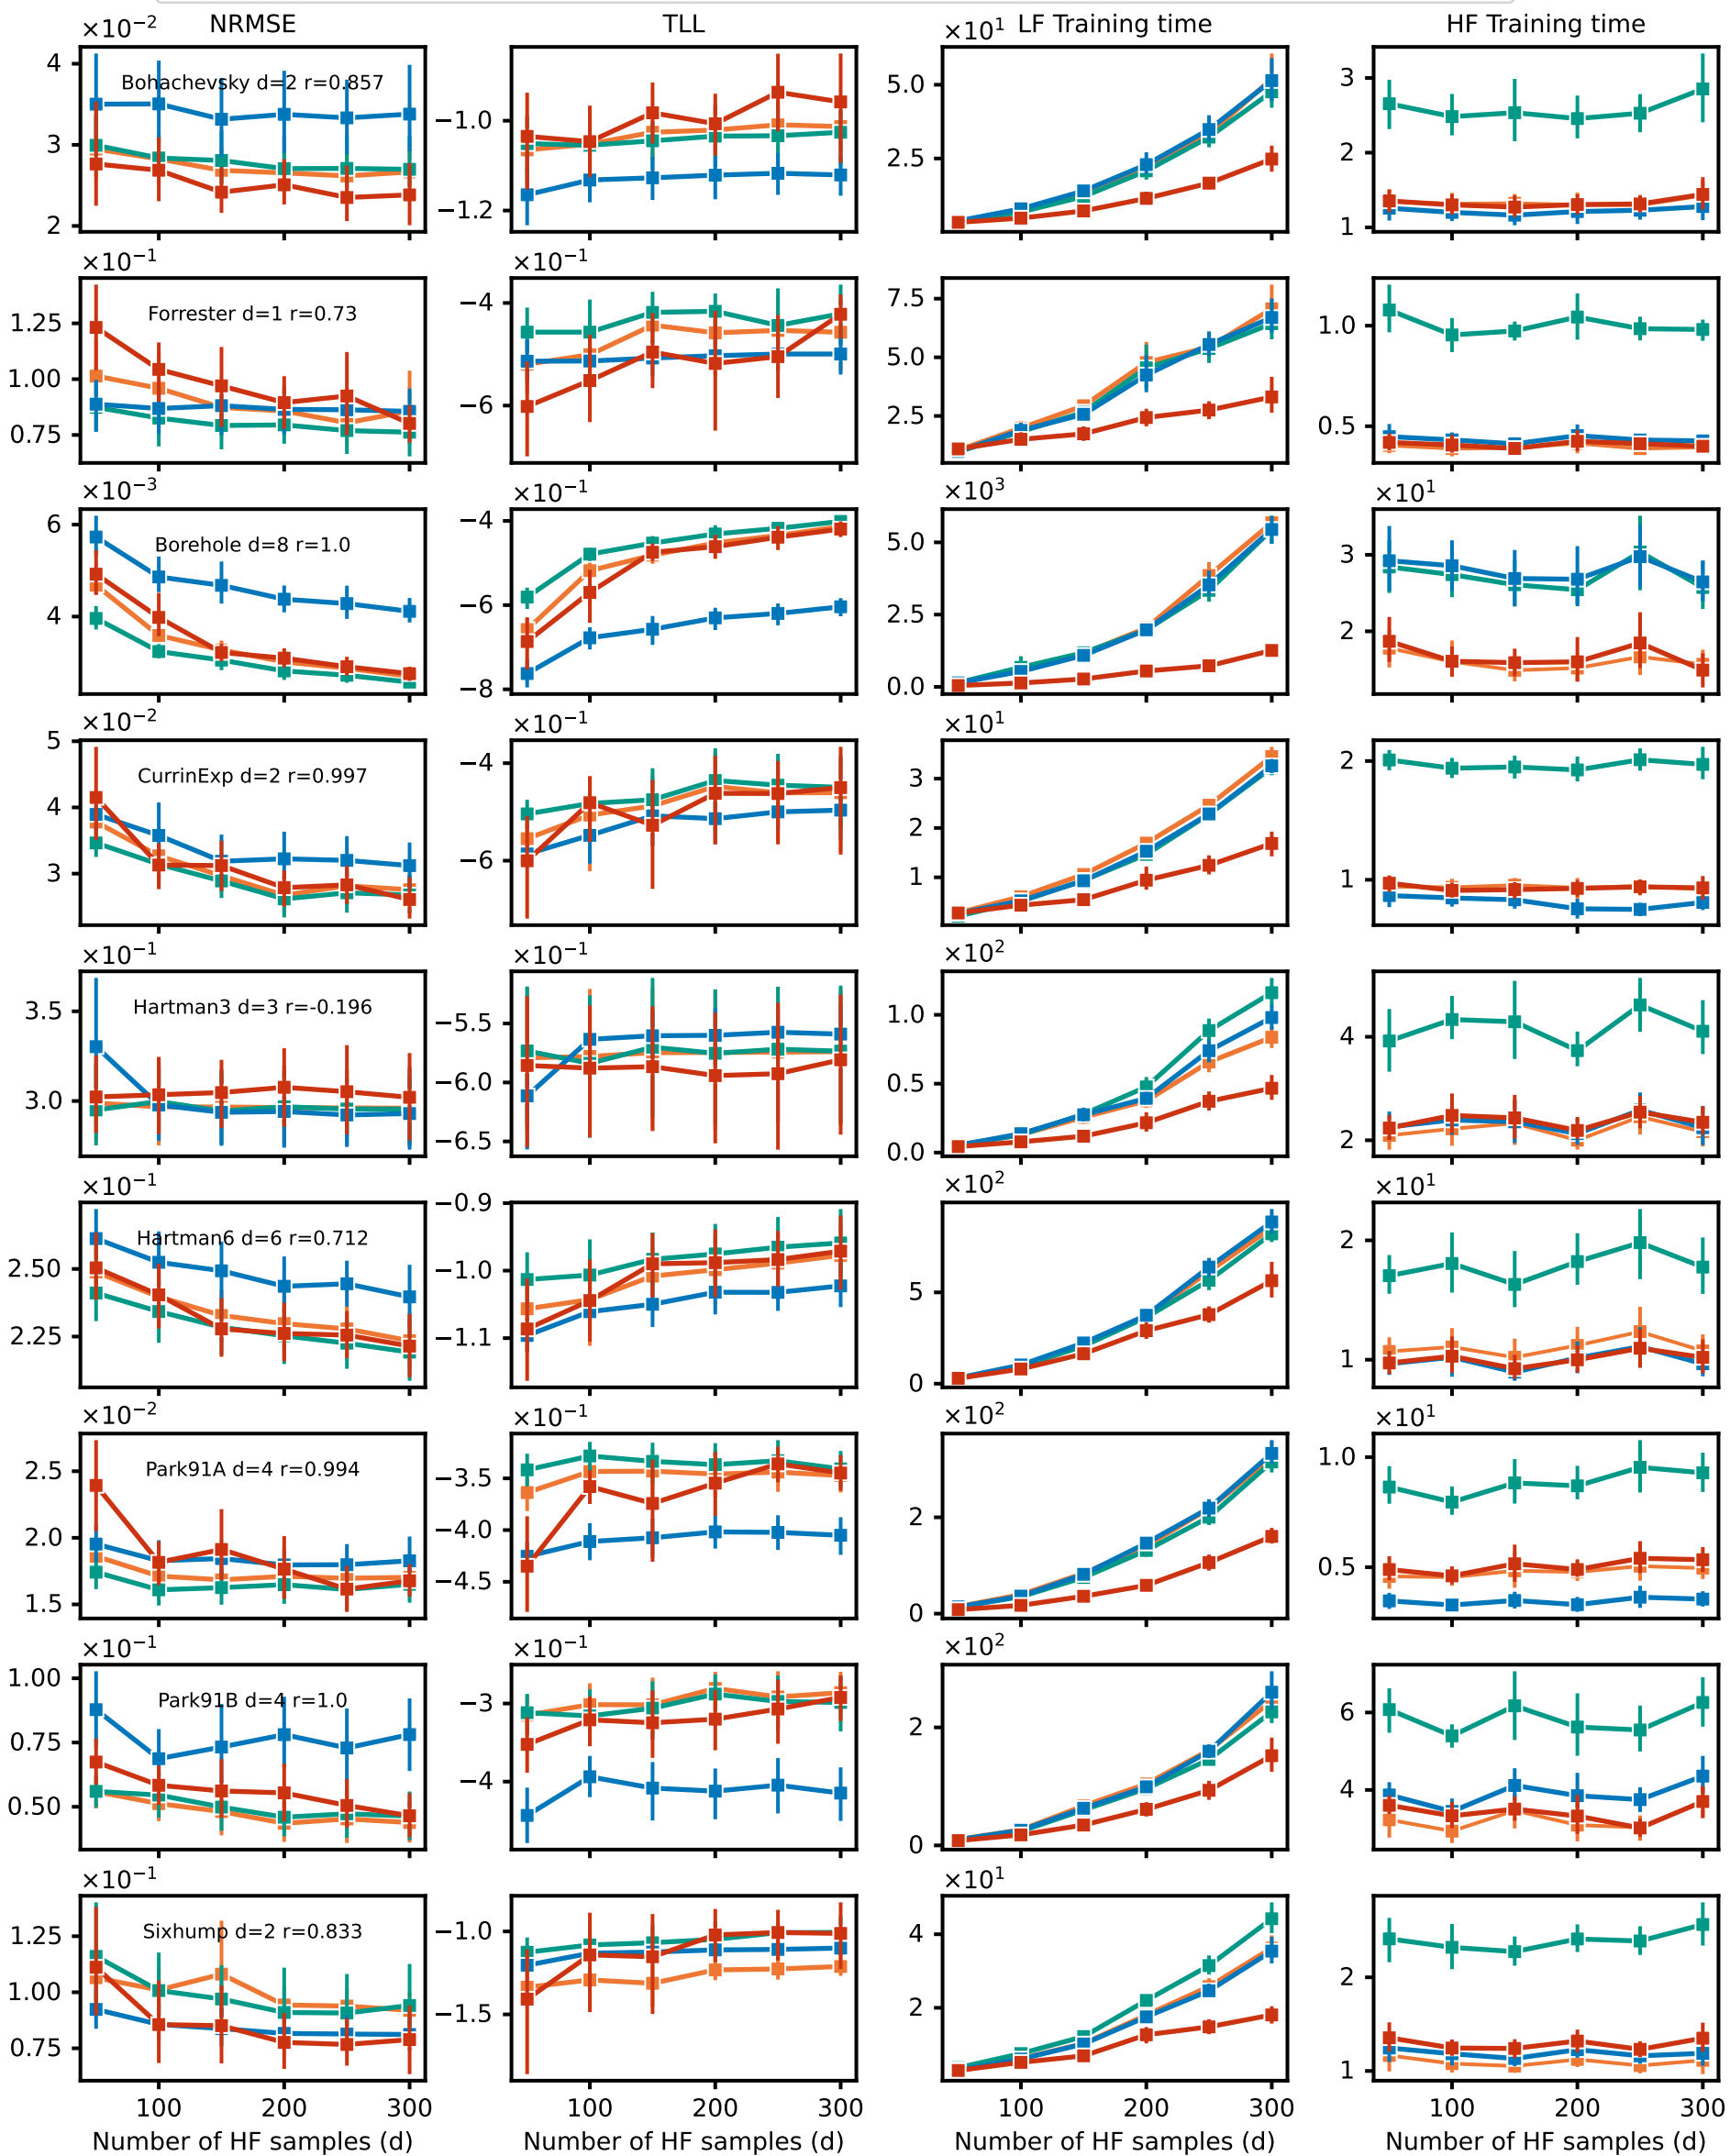 NRMSE TLL LF Training time HF Training time
×10⁻² ×10¹
4 3 2
Bohachevsky d=2 r=0.857
−1.0 −1.2
5.0 2.5
3 2 1
×10⁻¹ ×10⁻¹
1.25 1.00 0.75
Forrester d=1 r=0.73
−4 −6
7.5 5.0 2.5
1.0 0.5
×10⁻³ ×10⁻¹ ×10³ ×10¹
6 4
Borehole d=8 r=1.0
−4 −6 −8
5.0 2.5 0.0
3 2
×10⁻² ×10⁻¹ ×10¹
5 4 3
CurrinExp d=2 r=0.997
−4 −6
3 2 1
2 1
×10⁻¹ ×10⁻¹ ×10²
3.5 3.0
Hartman3 d=3 r=-0.196
−5.5 −6.0 −6.5
1.0 0.5 0.0
4 2
×10⁻¹ ×10² ×10¹
2.50 2.25
Hartman6 d=6 r=0.712
−0.9 −1.0 −1.1
5 0
2 1
×10⁻² ×10⁻¹ ×10² ×10¹
2.5 2.0 1.5
Park91A d=4 r=0.994
−3.5 −4.0 −4.5
2 0
1.0 0.5
×10⁻¹ ×10⁻¹ ×10²
1.00 0.75 0.50
Park91B d=4 r=1.0
−3 −4
2 0
6 4
×10⁻¹ ×10¹
1.25 1.00 0.75
Sixhump d=2 r=0.833
−1.0 −1.5
4 2
2 1
100 200 300 100 200 300 100 200 300 100 200 300
Number of HF samples (d) Number of HF samples (d) Number of HF samples (d) Number of HF samples (d)